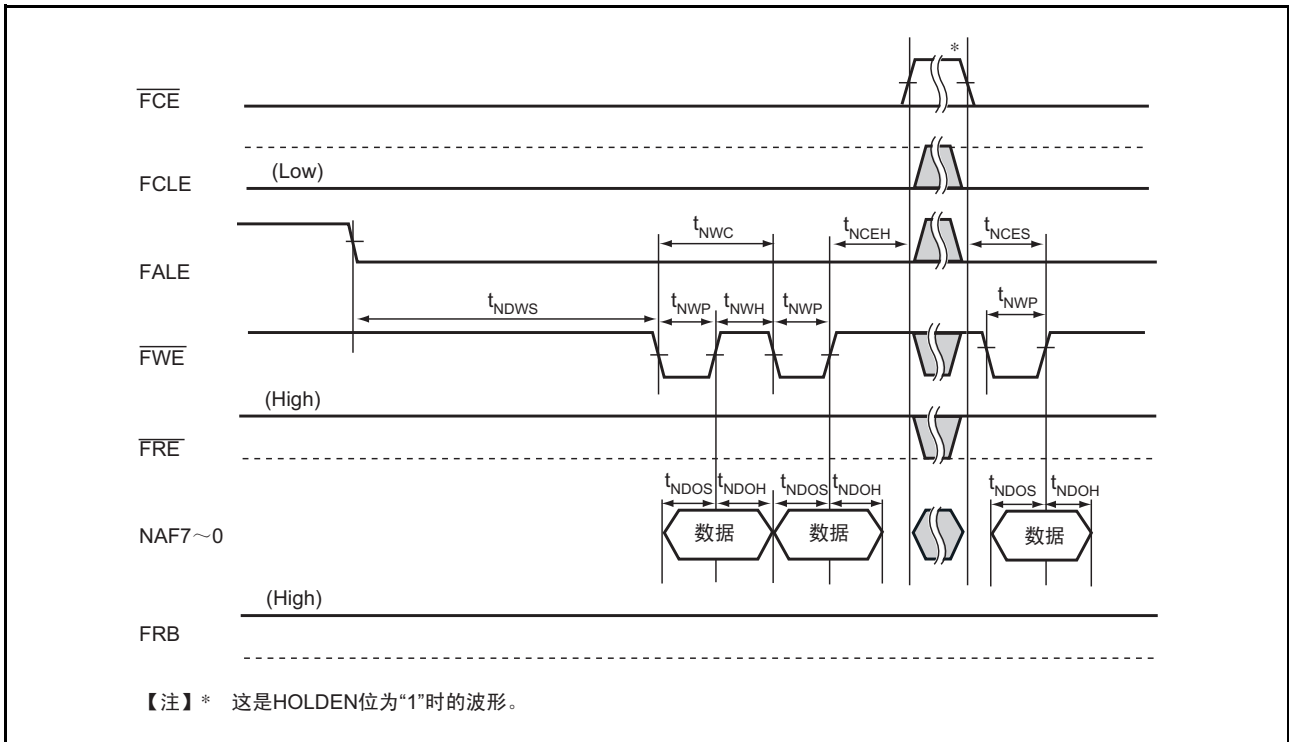 *
FCE
(Low)
FCLE
tNWC
tNCEH
tNCES
FALE
tNDWS
tNWP
tNWH
tNWP
tNWP
FWE
(High)
FRE
tNDOS
tNDOH
tNDOS
tNDOH
tNDOS
tNDOH
NAF7~0
数据
数据
数据
(High)
FRB
【注】* 这是HOLDEN位为“1”时的波形。